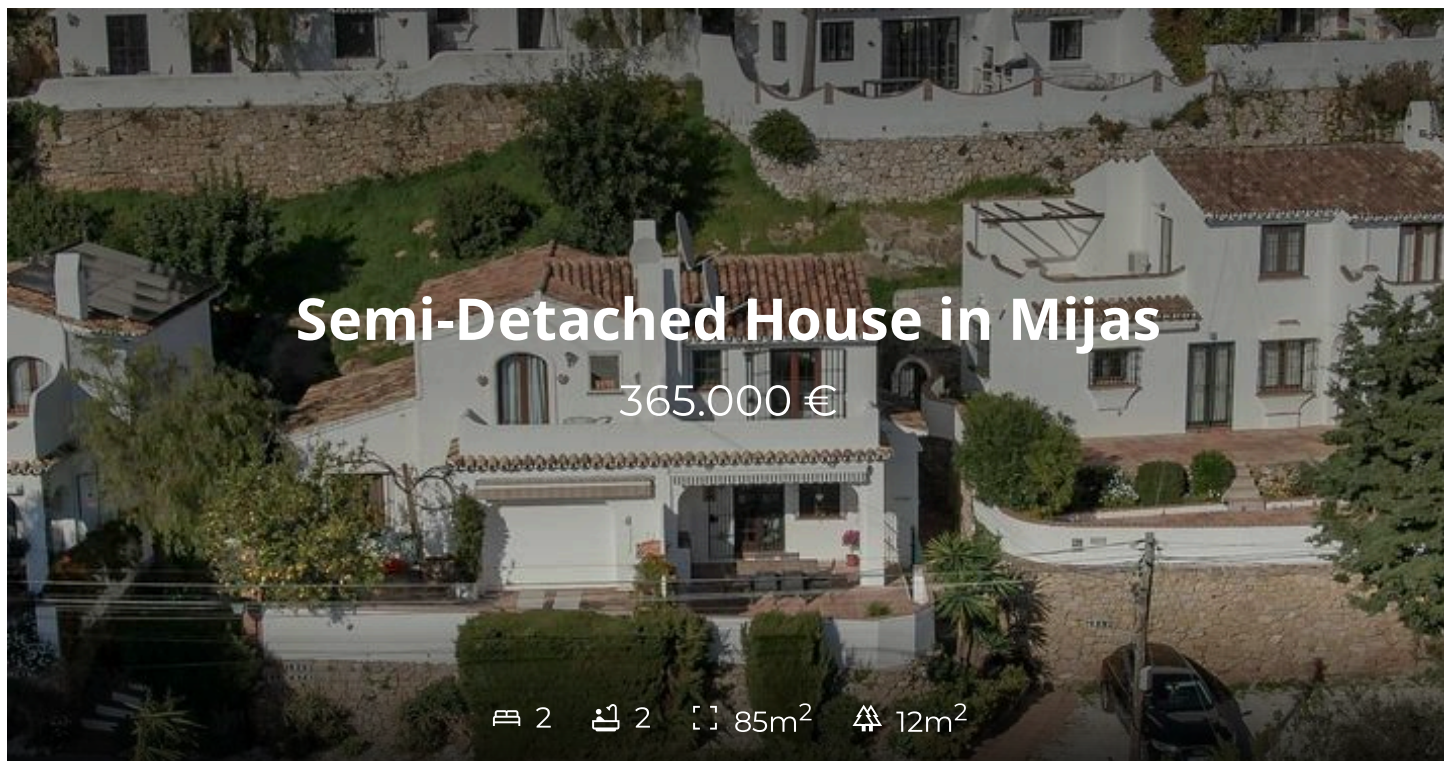 Semi-Detached House in Mijas
365.000 €
2 2 85m² 12m²